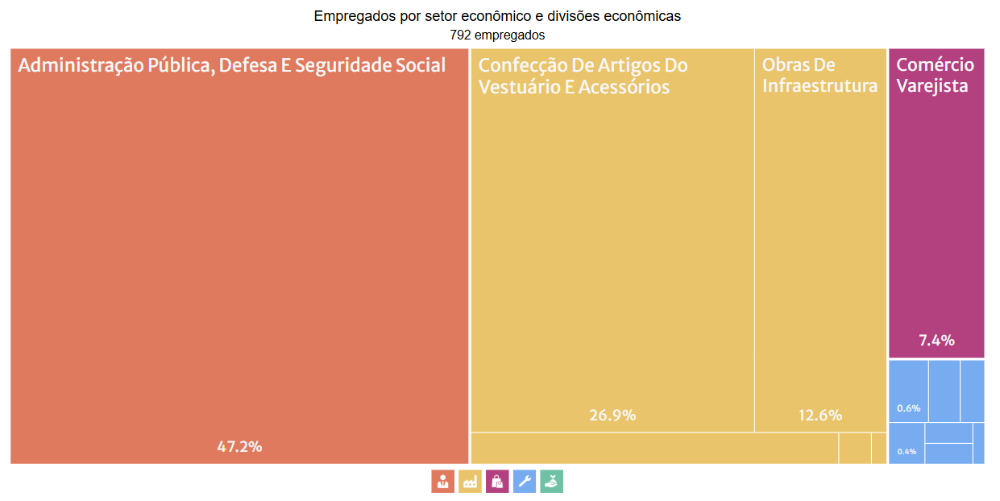 Empregados por setor econômico e divisões econômicas
792 empregados
Administração Pública, Defesa E Seguridade Social
47.2%
Confecção De Artigos Do
Vestuário E Acessórios
26.9%
Obras De
Infraestrutura
12.6%
Comércio
Varejista
7.4%
0.6%
0.4%